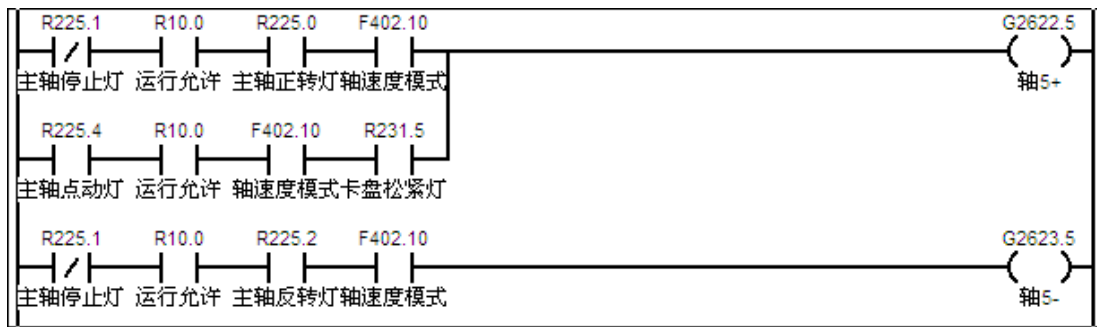 R225.1 R10.0 R225.0 F402.10 G2622.5
主轴停止灯 运行允许 主轴正转灯 轴速度模式 轴5+
R225.4 R10.0 F402.10 R231.5
主轴点动灯 运行允许 轴速度模式 卡盘松紧灯
R225.1 R10.0 R225.2 F402.10 G2623.5
主轴停止灯 运行允许 主轴反转灯 轴速度模式 轴5-